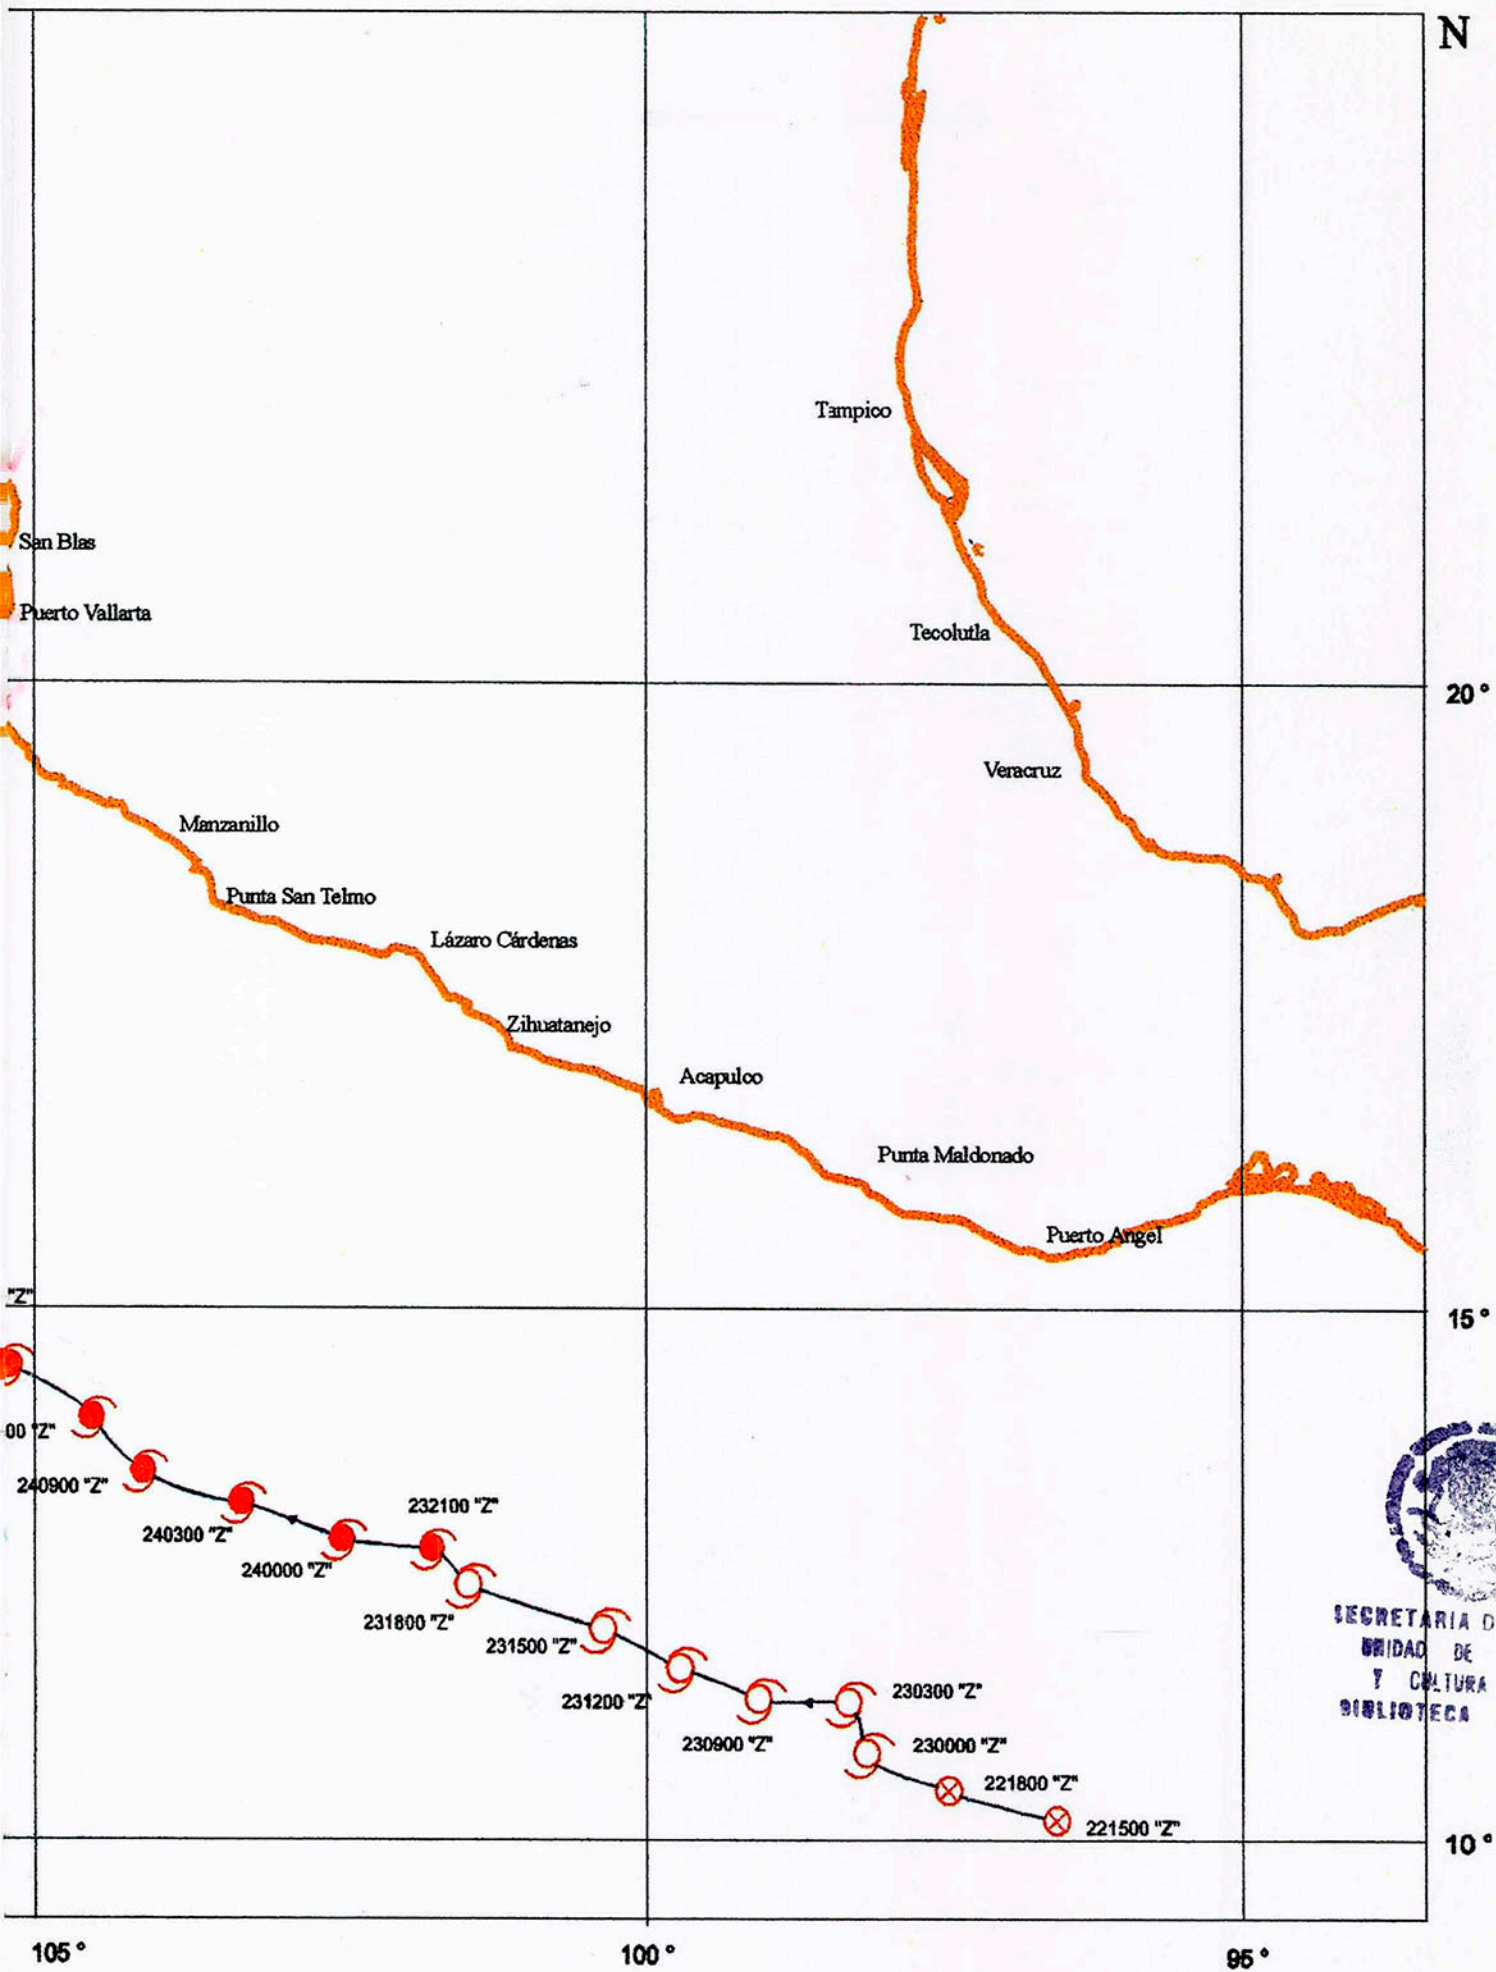 N
Tampico
San Blas
Puerto Vallarta
Tecolutla
20°
Veracruz
Manzanillo
Punta San Telmo
Lázaro Cárdenas
Zihuatanejo
Acapulco
Punta Maldonado
Puerto Angel
"Z"
15°
00 "Z"
240900 "Z"
232100 "Z"
240300 "Z"
240000 "Z"
231800 "Z"
SECRETARIA D
231500 "Z"
UNIDAD DE
Y CULTURA
231200 "Z"
230300 "Z"
BIBLIOTECA
230900 "Z"
230000 "Z"
221800 "Z"
221500 "Z"
10°
105°
100°
95°